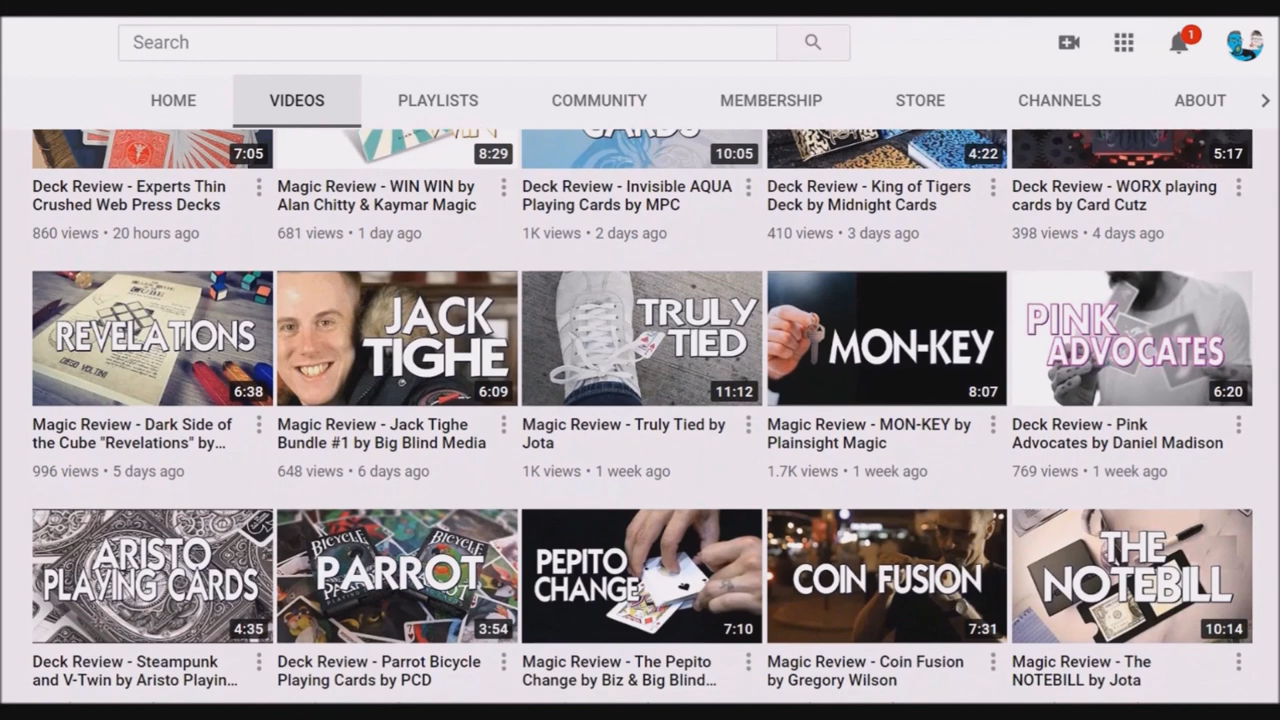 Search
1
HOME VIDEOS PLAYLISTS COMMUNITY MEMBERSHIP STORE CHANNELS ABOUT
7:05 8:29 10:05 4:22 5:17
Deck Review - Experts Thin
Crushed Web Press Decks
860 views • 20 hours ago
Magic Review - WIN WIN by
Alan Chitty & Kaymar Magic
681 views • 1 day ago
CARDS
Deck Review - Invisible AQUA
Playing Cards by MPC
1K views • 2 days ago
Deck Review - King of Tigers
Deck by Midnight Cards
410 views • 3 days ago
Deck Review - WORX playing
cards by Card Cutz
398 views • 4 days ago
REVELATIONS
DIEGO VOLTINI
6:38
Magic Review - Dark Side of
the Cube "Revelations" by...
996 views • 5 days ago
JACK
TIGHE
6:09
Magic Review - Jack Tighe
Bundle #1 by Big Blind Media
648 views • 6 days ago
TRULY
TIED
11:12
Magic Review - Truly Tied by
Jota
1K views • 1 week ago
MON-KEY
8:07
Magic Review - MON-KEY by
Plainsight Magic
1.7K views • 1 week ago
PINK
ADVOCATES
6:20
Deck Review - Pink
Advocates by Daniel Madison
769 views • 1 week ago
ARISTO
PLAYING CARDS
4:35
Deck Review - Steampunk
and V-Twin by Aristo Playin...
BICYCLE BICYCLE
PARROT
3:54
Deck Review - Parrot Bicycle
Playing Cards by PCD
PEPITO
CHANGE
7:10
Magic Review - The Pepito
Change by Biz & Big Blind...
COIN FUSION
7:31
Magic Review - Coin Fusion
by Gregory Wilson
THE
NOTEBILL
10:14
Magic Review - The
NOTEBILL by Jota